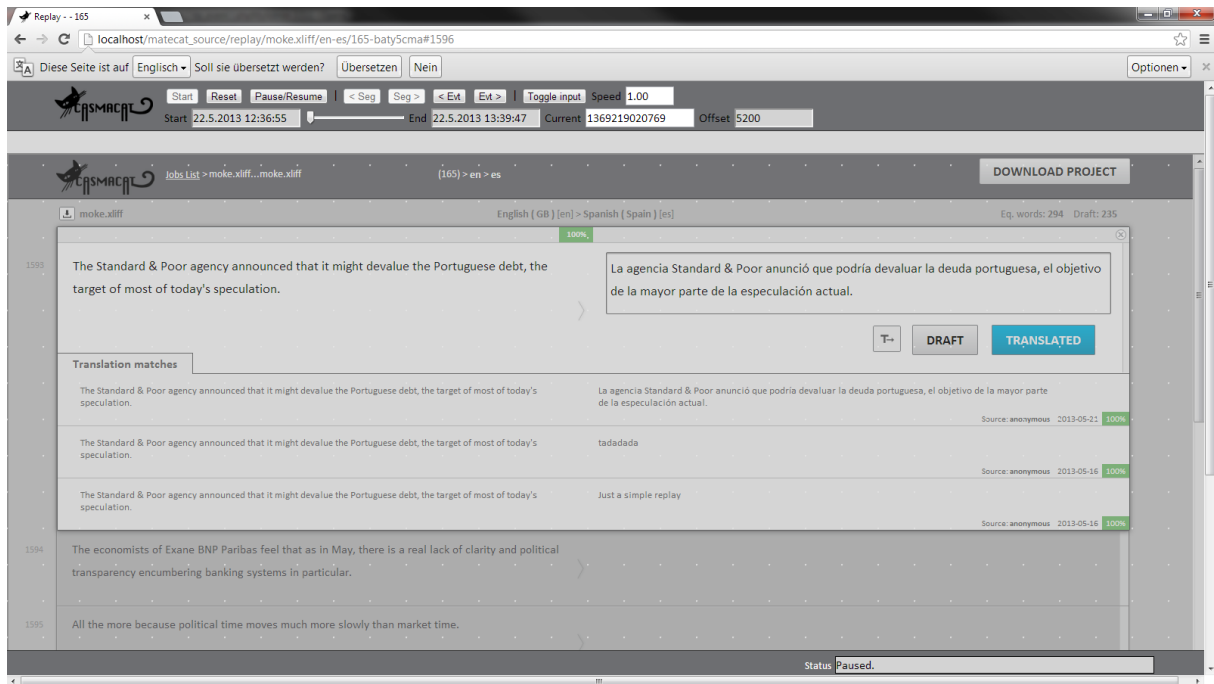 Replay - - 165
localhost/matecat_source/replay/moke.xliff/en-es/165-baty5cma#1596
Diese Seite ist auf Englisch Soll sie übersetzt werden? Übersetzen Nein Optionen
CASMACAT Start Reset Pause/Resume | < Seg Seg > < Evt Evt > | Toggle input Speed 1.00
Start 22.5.2013 12:36:55 End 22.5.2013 13:39:47 Current 1369219020769 Offset 5200
CASMACAT Jobs List > moke.xliff...moke.xliff (165) > en > es DOWNLOAD PROJECT
moke.xliff English ( GB ) [en] > Spanish ( Spain ) [es] Eq. words: 294 Draft: 235
100%
1593 The Standard & Poor agency announced that it might devalue the Portuguese debt, the
target of most of today's speculation.
La agencia Standard & Poor anunció que podría devaluar la deuda portuguesa, el objetivo
de la mayor parte de la especulación actual.
T→ DRAFT TRANSLATED
Translation matches
The Standard & Poor agency announced that it might devalue the Portuguese debt, the target of most of today's
speculation.
La agencia Standard & Poor anunció que podría devaluar la deuda portuguesa, el objetivo de la mayor parte
de la especulación actual.
Source: anonymous 2013-05-21 100%
The Standard & Poor agency announced that it might devalue the Portuguese debt, the target of most of today's
speculation.
tadadada
Source: anonymous 2013-05-16 100%
The Standard & Poor agency announced that it might devalue the Portuguese debt, the target of most of today's
speculation.
Just a simple replay
Source: anonymous 2013-05-16 100%
1594 The economists of Exane BNP Paribas feel that as in May, there is a real lack of clarity and political
transparency encumbering banking systems in particular.
1595 All the more because political time moves much more slowly than market time.
Status Paused.